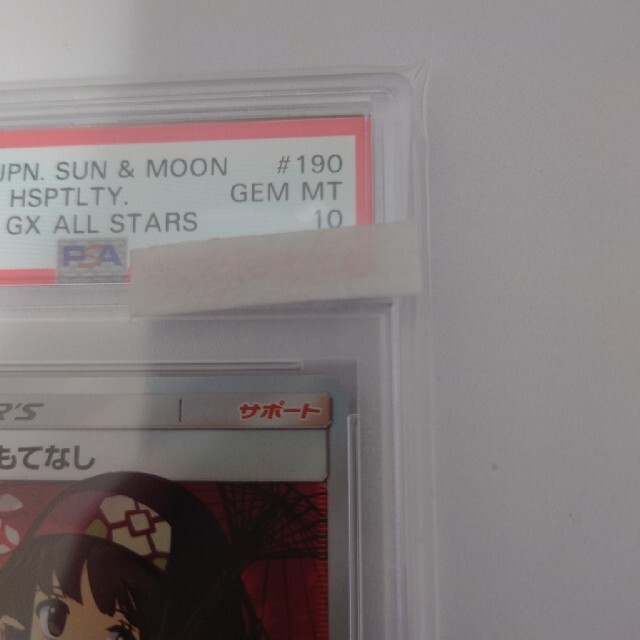 JPN. SUN & MOON #190
HSPTLTY. GEM MT
GX ALL STARS 10
PSA
R'S サポート
もてなし